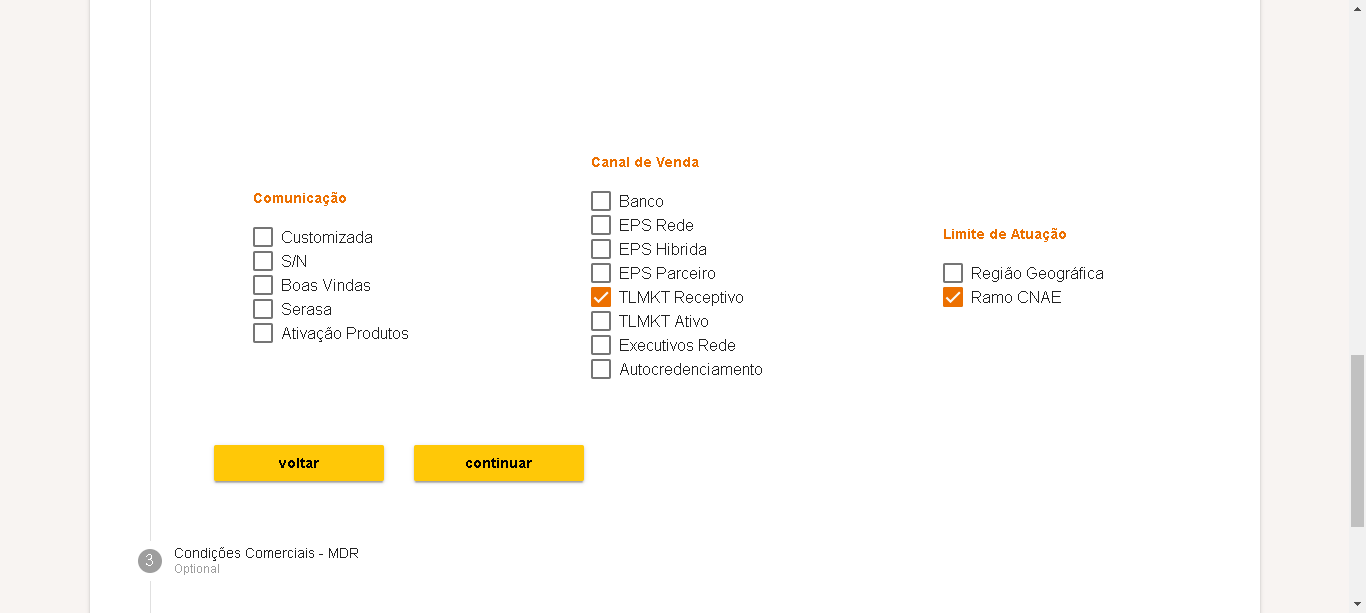 Comunicação
Customizada
S/N
Boas Vindas
Serasa
Ativação Produtos
Canal de Venda
Banco
EPS Rede
EPS Hibrida
EPS Parceiro
TLMKT Receptivo
TLMKT Ativo
Executivos Rede
Autocredenciamento
Limite de Atuação
Região Geográfica
Ramo CNAE
voltar
continuar
3
Condições Comerciais - MDR
Optional